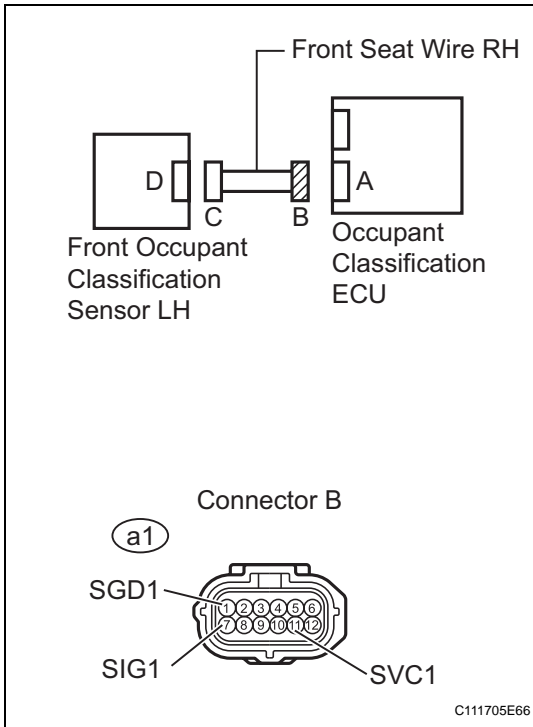 Front Seat Wire RH
D
C
B
A
Front Occupant
Classification
Sensor LH
Occupant
Classification
ECU
Connector B
a1
SGD1
1 2 3 4 5 6
7 8 9 10 11 12
SIG1
SVC1
C111705E66